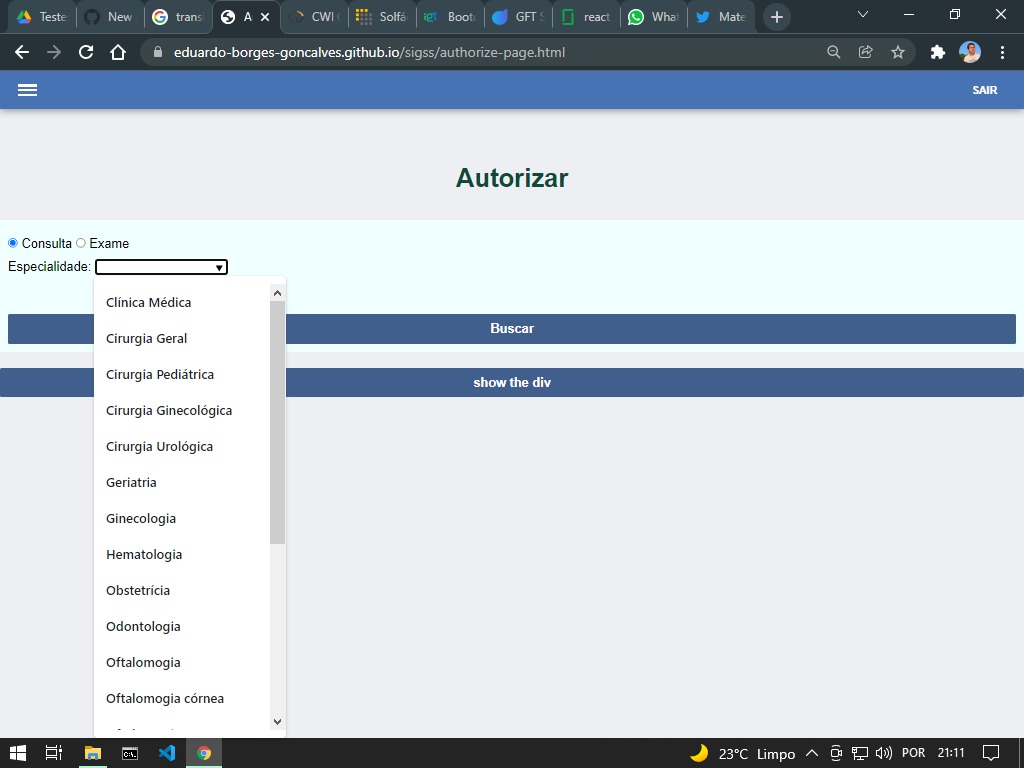 Teste
New
trans
A
CWI
Solfá
igt Boot
GFT S
react
What
Mate
eduardo-borges-goncalves.github.io/sigss/authorize-page.html
SAIR
Autorizar
Consulta Exame
Especialidade:
Clínica Médica
Cirurgia Geral
Buscar
Cirurgia Pediátrica
show the div
Cirurgia Ginecológica
Cirurgia Urológica
Geriatria
Ginecologia
Hematologia
Obstetrícia
Odontologia
Oftalomogia
Oftalomogia córnea
23°C Limpo POR 21:11